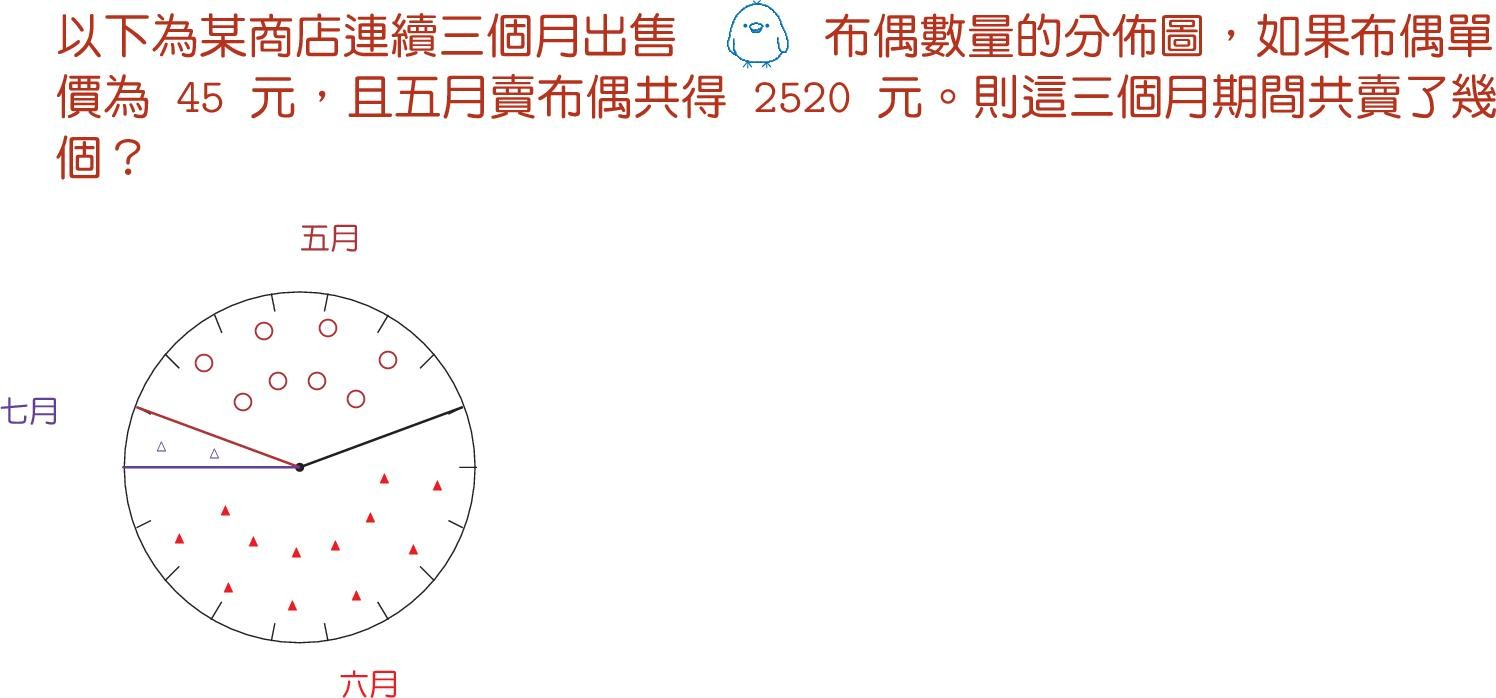 以下為某商店連續三個月出售 布偶數量的分佈圖，如果布偶單
價為 45 元，且五月賣布偶共得 2520 元。則這三個月期間共賣了幾
個？
五月
七月
六月